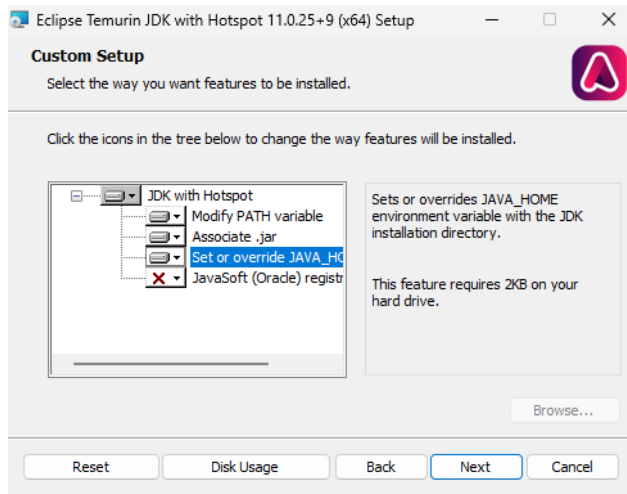 Eclipse Temurin JDK with Hotspot 11.0.25+9 (x64) Setup
Custom Setup
Select the way you want features to be installed.
Click the icons in the tree below to change the way features will be installed.
JDK with Hotspot
Modify PATH variable
Associate .jar
Set or override JAVA_HO
JavaSoft (Oracle) registr
Sets or overrides JAVA_HOME
environment variable with the JDK
installation directory.
This feature requires 2KB on your
hard drive.
Browse...
Reset
Disk Usage
Back
Next
Cancel